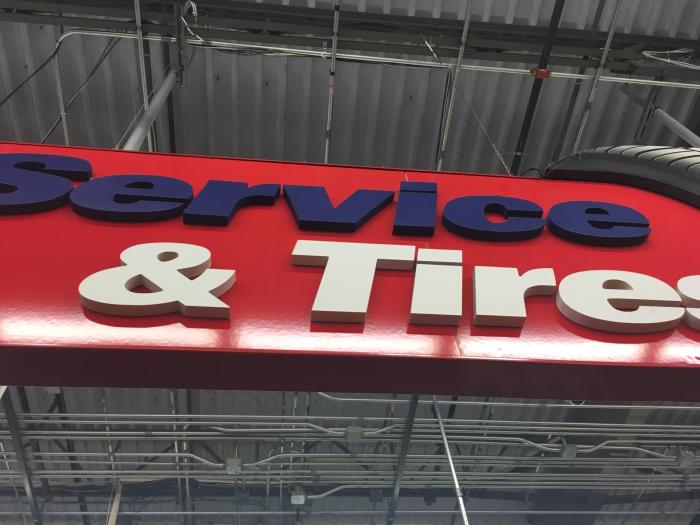 Service
& Tires